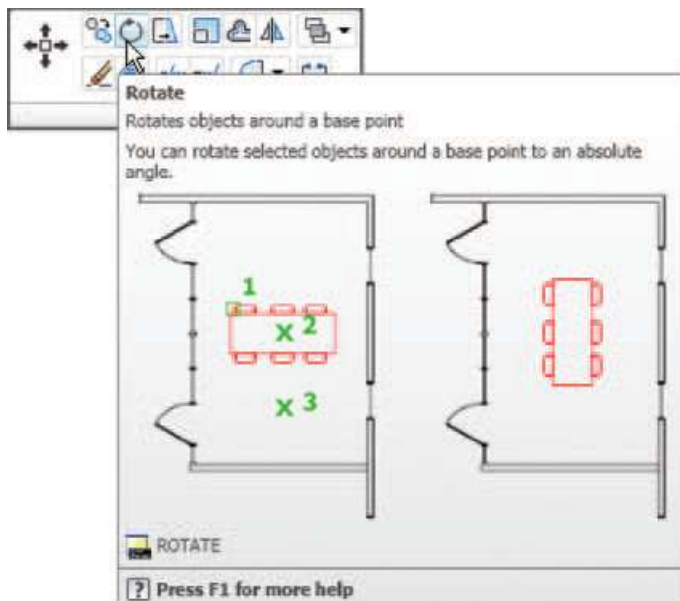 Rotate
Rotates objects around a base point
You can rotate selected objects around a base point to an absolute
angle.
1
2
3
ROTATE
? Press F1 for more help